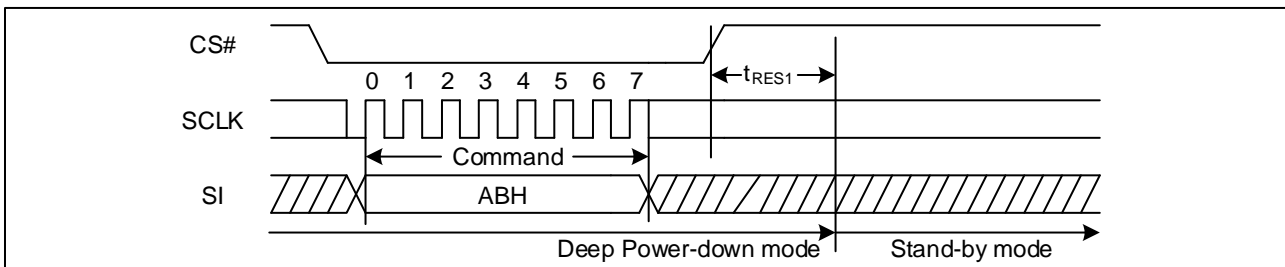 CS#
tRES1
0 1 2 3 4 5 6 7
SCLK
Command
SI
ABH
Deep Power-down mode Stand-by mode